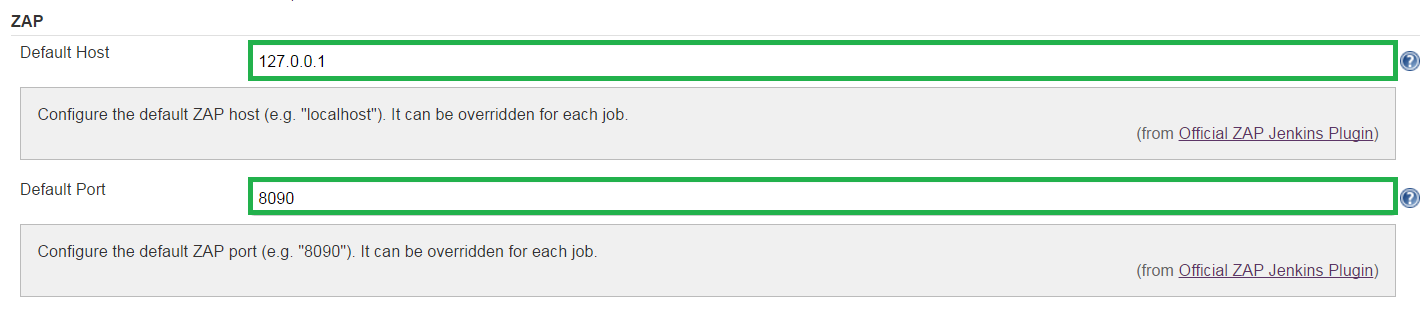 ZAP
Default Host
127.0.0.1
?
Configure the default ZAP host (e.g. "localhost"). It can be overridden for each job.
(from Official ZAP Jenkins Plugin)
Default Port
8090
?
Configure the default ZAP port (e.g. "8090"). It can be overridden for each job.
(from Official ZAP Jenkins Plugin)